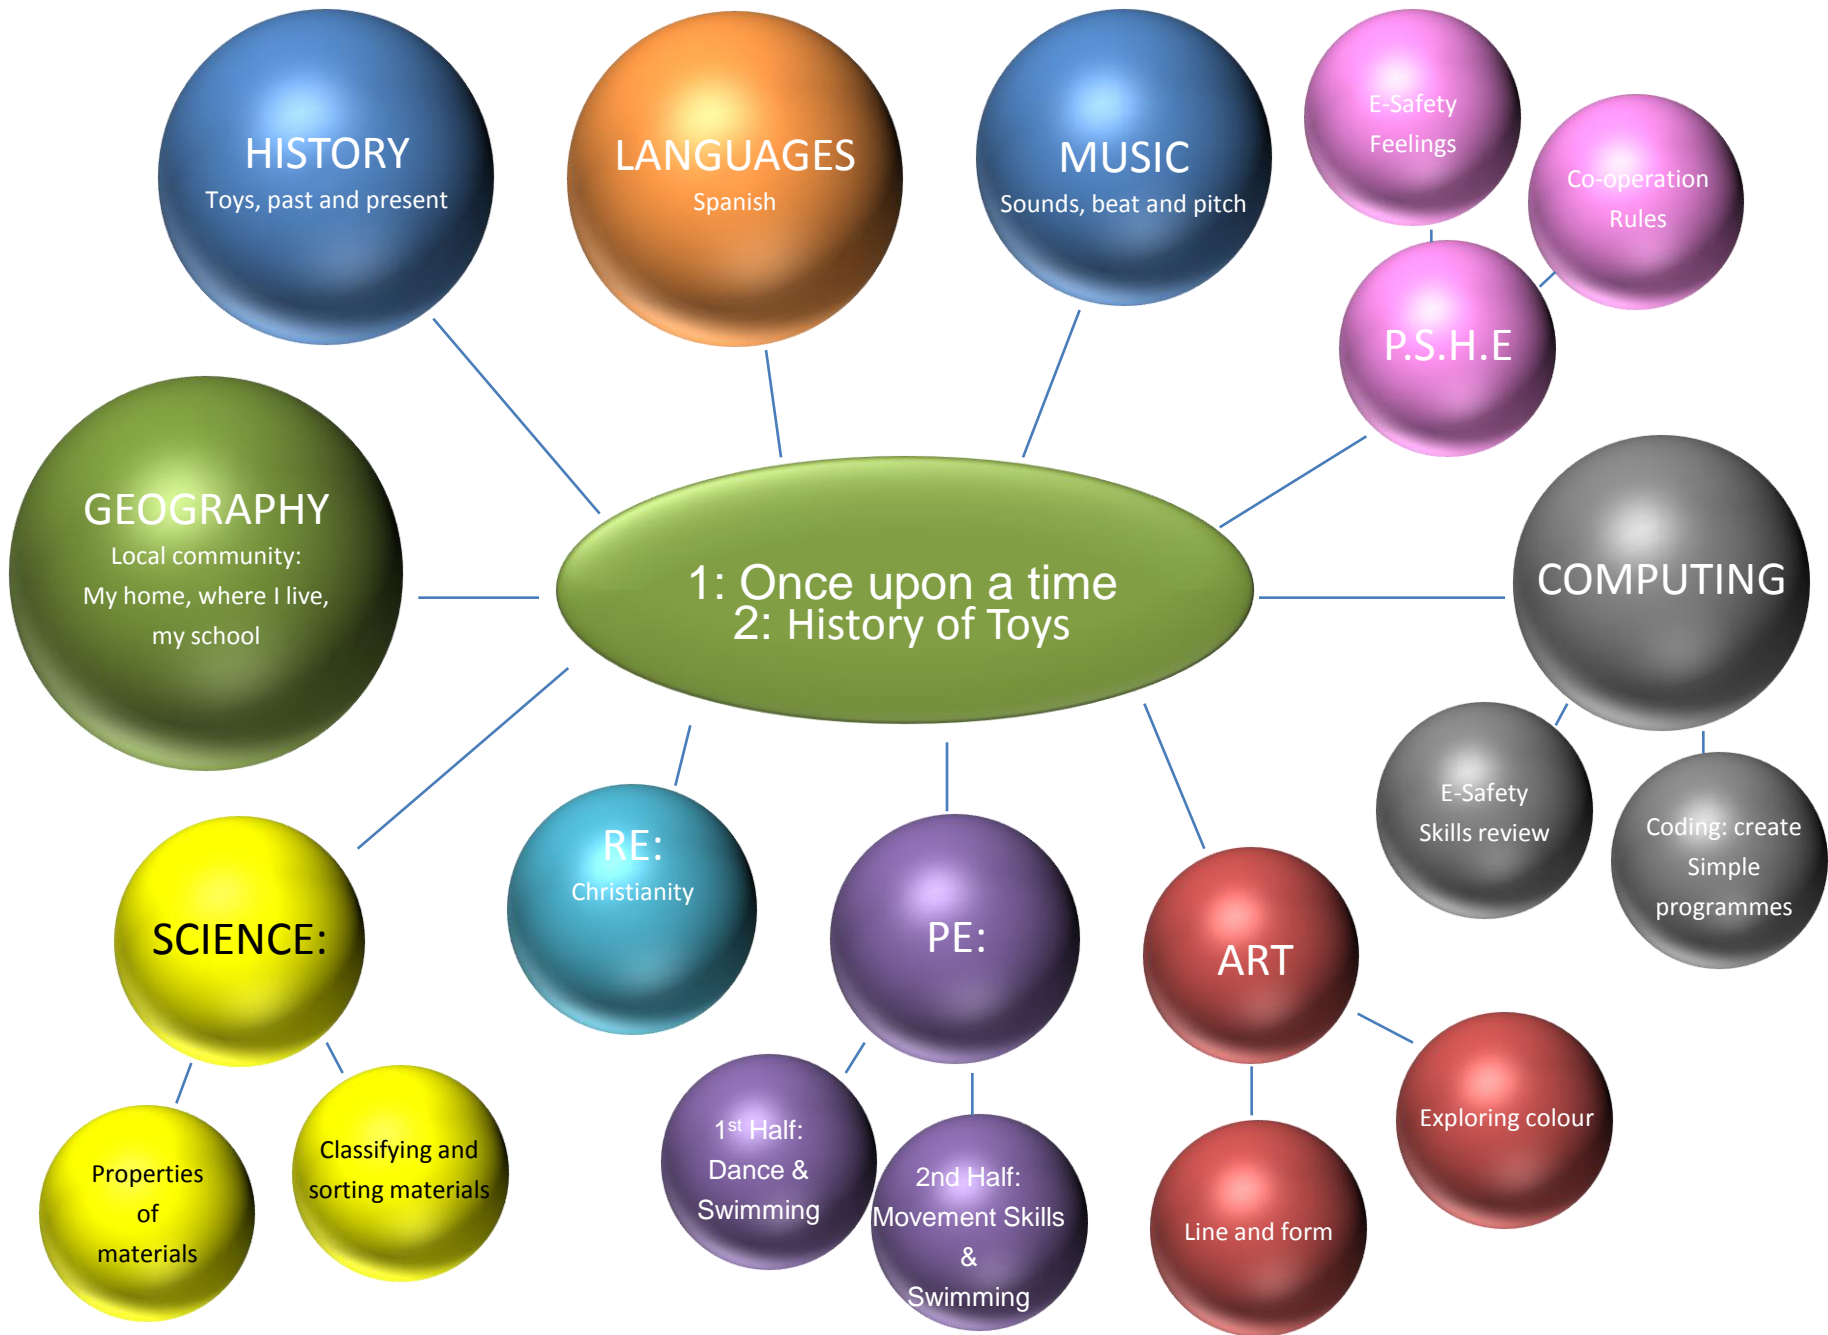 HISTORY
Toys, past and present
LANGUAGES
Spanish
MUSIC
Sounds, beat and pitch
E-Safety
Feelings
Co-operation
Rules
P.S.H.E
GEOGRAPHY
Local community:
My home, where I live,
my school
1: Once upon a time
2: History of Toys
COMPUTING
E-Safety
Skills review
Coding: create
Simple
programmes
SCIENCE:
Properties
of
materials
Classifying and
sorting materials
RE:
Christianity
PE:
1st Half:
Dance &
Swimming
2nd Half:
Movement Skills
&
Swimming
ART
Line and form
Exploring colour